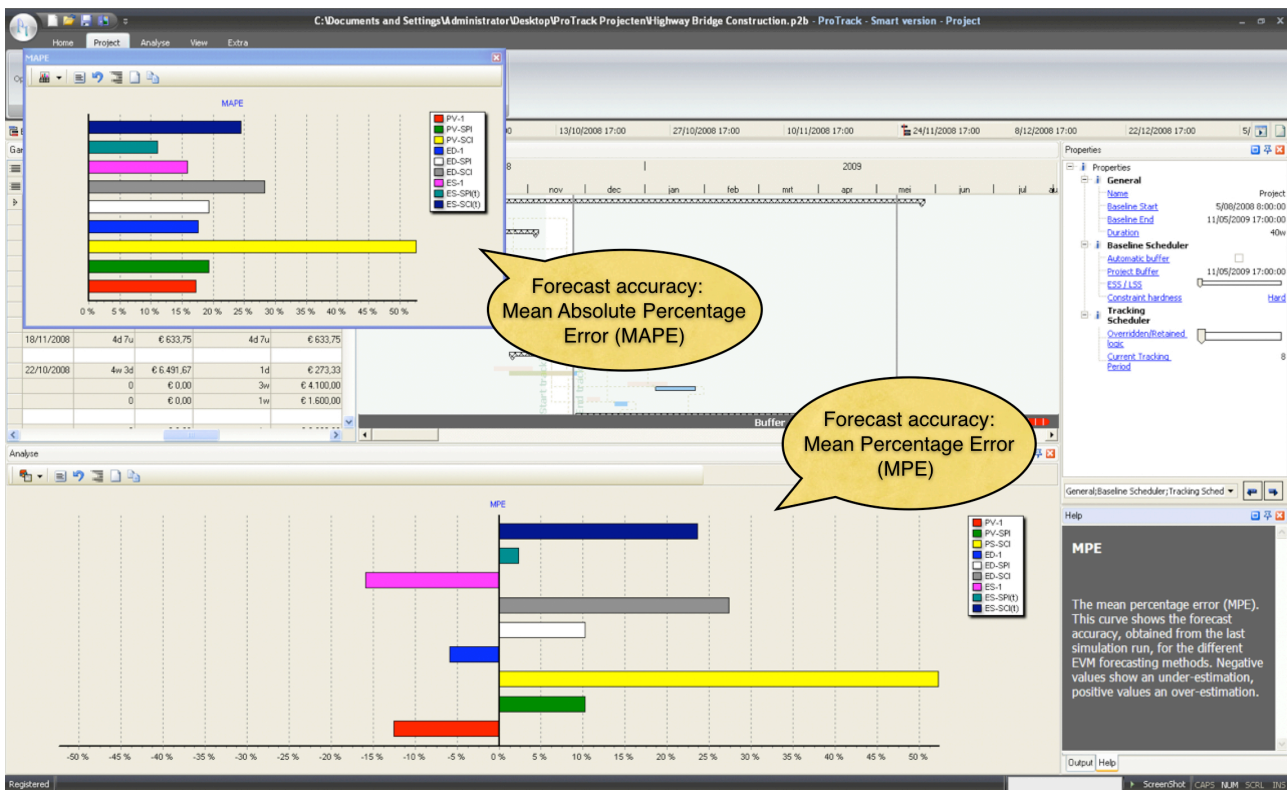 C:\Documents and Settings\Administrator\Desktop\ProTrack Projecten\Highway Bridge Construction.p2b - ProTrack - Smart version - Project
Home Project Analyse View Extra
MAPE
MAPE
PV-1
PV-SPI
PV-SCI
ED-1
ED-SPI
ED-SCI
ES-1
ES-SPI(t)
ES-SCI(t)
0 % 5 % 10 % 15 % 20 % 25 % 30 % 35 % 40 % 45 % 50 %
13/10/2008 17:00 27/10/2008 17:00 10/11/2008 17:00 24/11/2008 17:00 8/12/2008 17:00 22/12/2008 17:00 5/
2009
nov dec jan feb mrt apr mei jun jul
Forecast accuracy:
Mean Absolute Percentage
Error (MAPE)
18/11/2008 4d 7u € 633,75 4d 7u € 633,75
22/10/2008 4w 3d € 6.491,67 1d € 273,33
0 € 0,00 3w € 4.100,00
0 € 0,00 1w € 1.600,00
Start track
End track
Buffer
Forecast accuracy:
Mean Percentage Error
(MPE)
Properties
Properties
General
Name Project
Baseline Start 5/08/2008 8:00:00
Baseline End 11/05/2009 17:00:00
Duration 40w
Baseline Scheduler
Automatic buffer
Project Buffer 11/05/2009 17:00:00
ESS / LSS
Constraint hardness Hard
Tracking
Scheduler
Overridden/Retained
logic
Current Tracking 8
Period
General;Baseline Scheduler;Tracking Sched
Analyse
MPE
PV-1
PV-SPI
PS-SCI
ED-1
ED-SPI
ED-SCI
ES-1
ES-SPI(t)
ES-SCI(t)
-50 % -45 % -40 % -35 % -30 % -25 % -20 % -15 % -10 % -5 % 0 % 5 % 10 % 15 % 20 % 25 % 30 % 35 % 40 % 45 % 50 %
Help
MPE
The mean percentage error (MPE).
This curve shows the forecast
accuracy, obtained from the last
simulation run, for the different
EVM forecasting methods. Negative
values show an under-estimation,
positive values an over-estimation.
Output Help
Registered
ScreenShot CAPS NUM SCRL INS